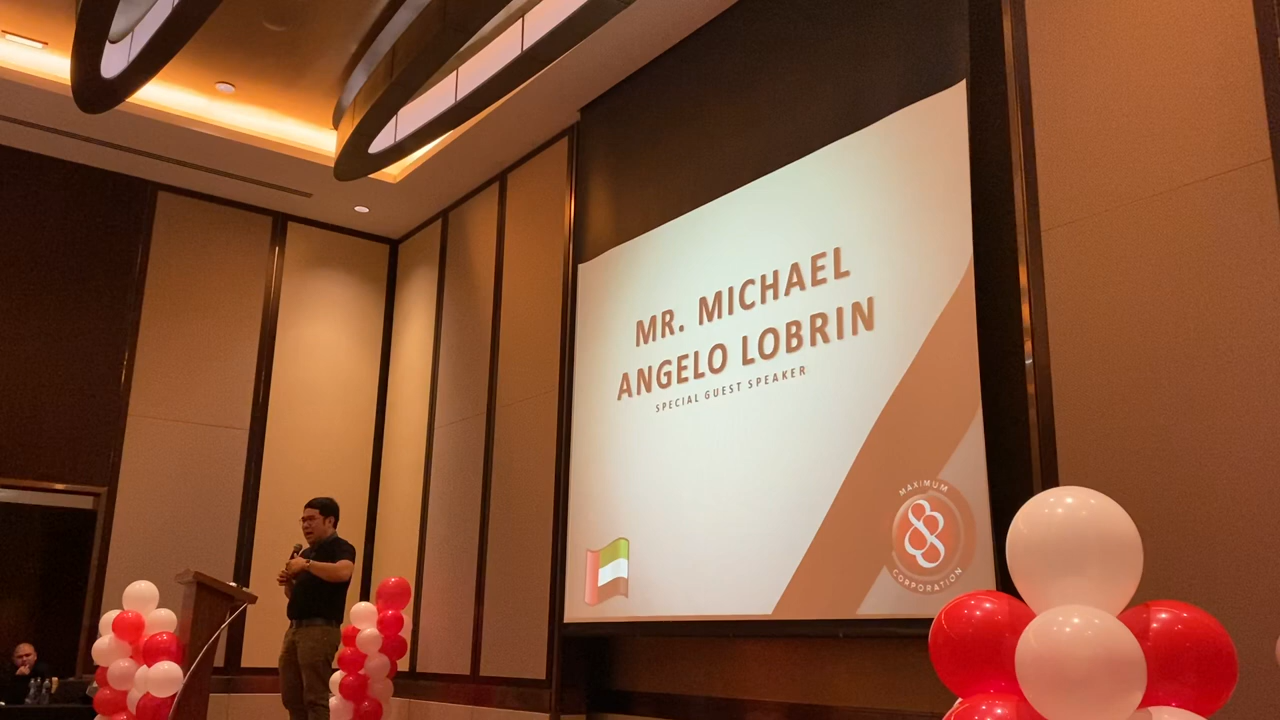 MR. MICHAEL
ANGELO LOBRIN
SPECIAL GUEST SPEAKER
MAXIMUM
88
CORPORATION